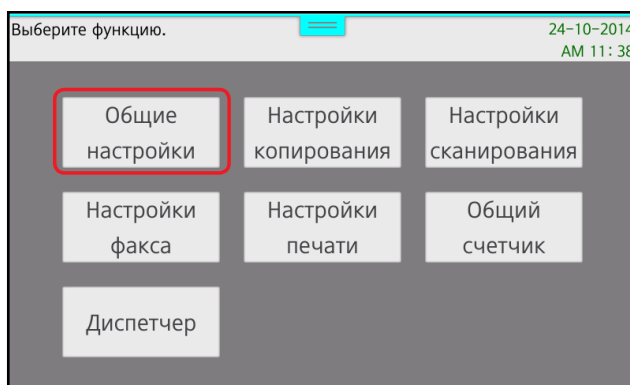 Выберите функцию.
24-10-2014
AM 11:38
Общие
настройки
Настройки
копирования
Настройки
сканирования
Настройки
факса
Настройки
печати
Общий
счетчик
Диспетчер